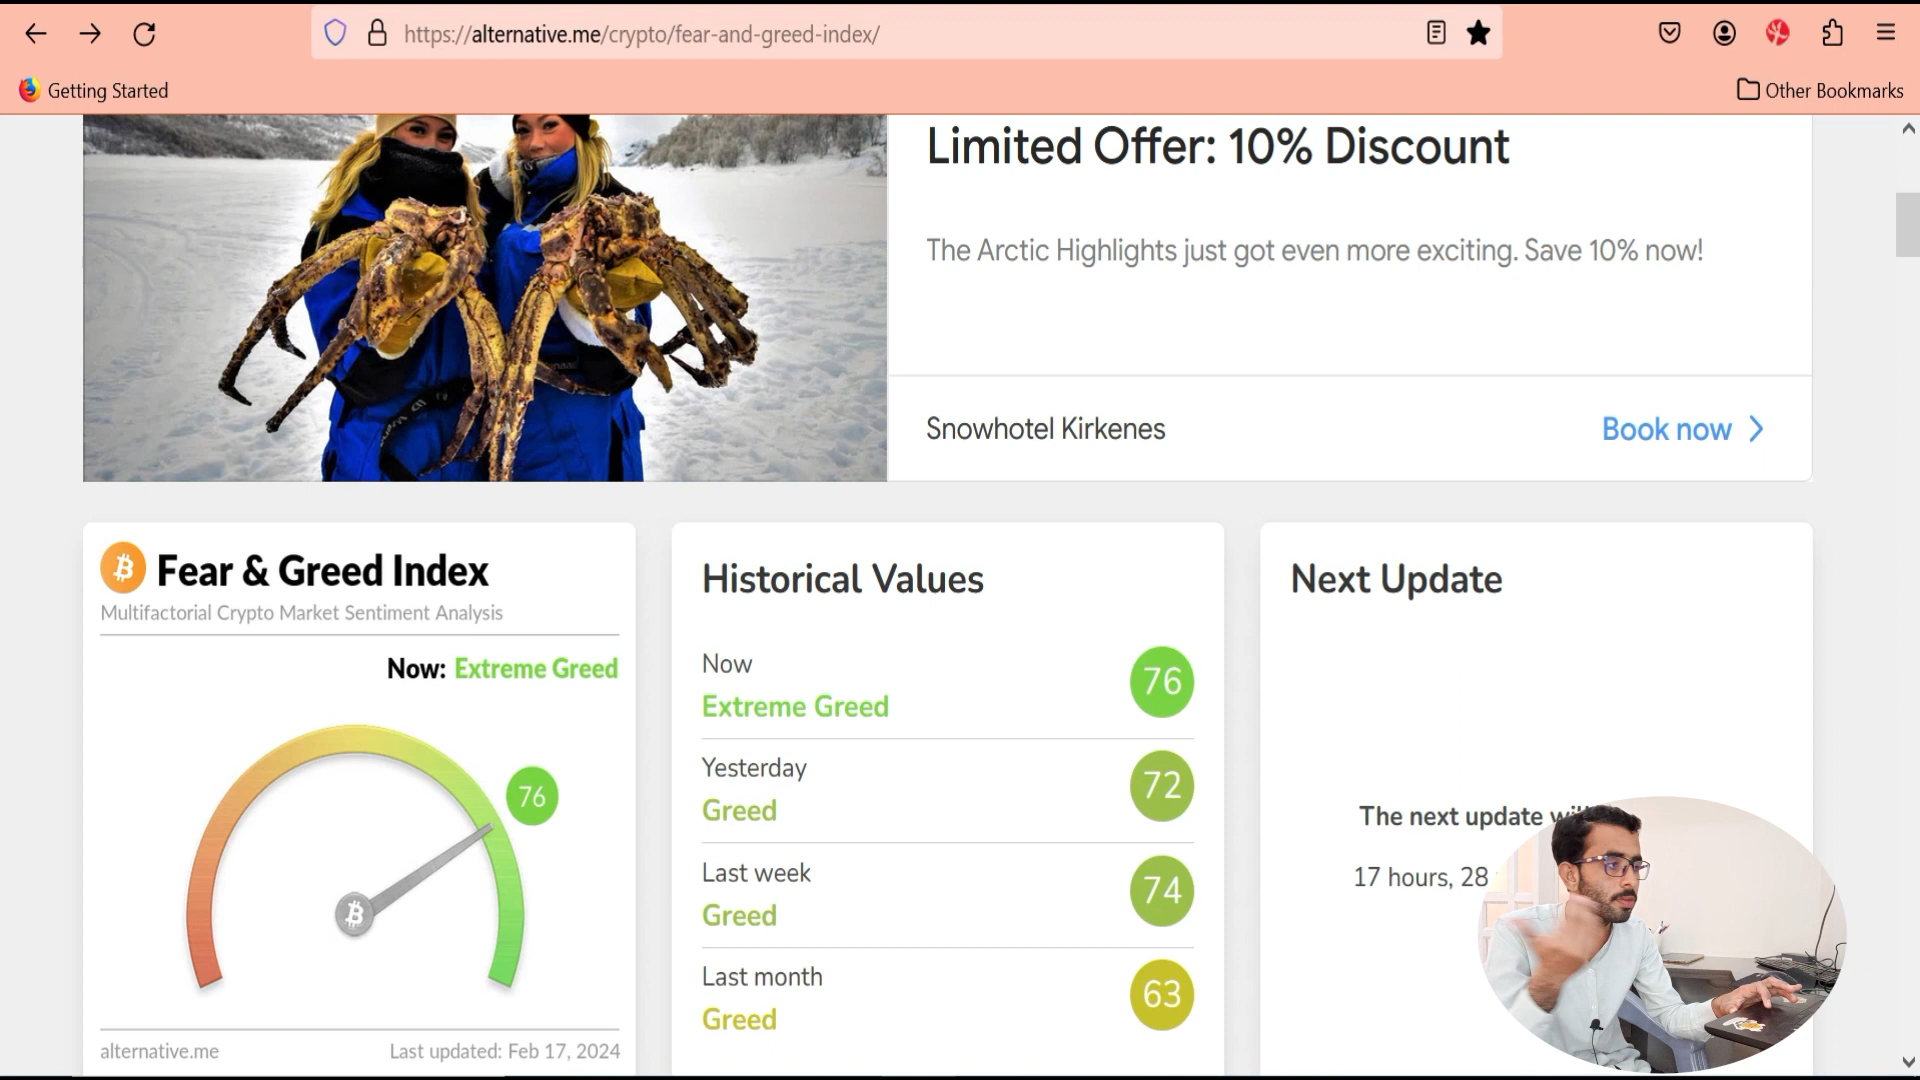 https://alternative.me/crypto/fear-and-greed-index/
Getting Started
Other Bookmarks
Limited Offer: 10% Discount
The Arctic Highlights just got even more exciting. Save 10% now!
Snowhotel Kirkenes
Book now
Fear & Greed Index
Multifactorial Crypto Market Sentiment Analysis
Now: Extreme Greed
76
alternative.me
Last updated: Feb 17, 2024
Historical Values
Now
Extreme Greed
76
Yesterday
Greed
72
Last week
Greed
74
Last month
Greed
63
Next Update
The next update
17 hours, 28